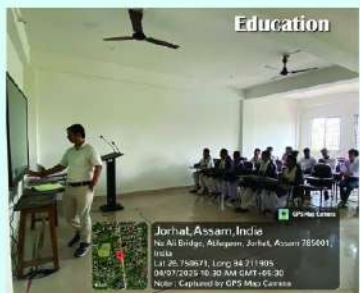 Education
GPS Map Camera
Jorhat, Assam, India
Na Ali Bridge, Jorhat, Assam 785001,
India
Lat 26.750671, Long 94.211905
04/07/2025 10:30 AM GMT+05:30
Note : Captured by GPS Map Camera